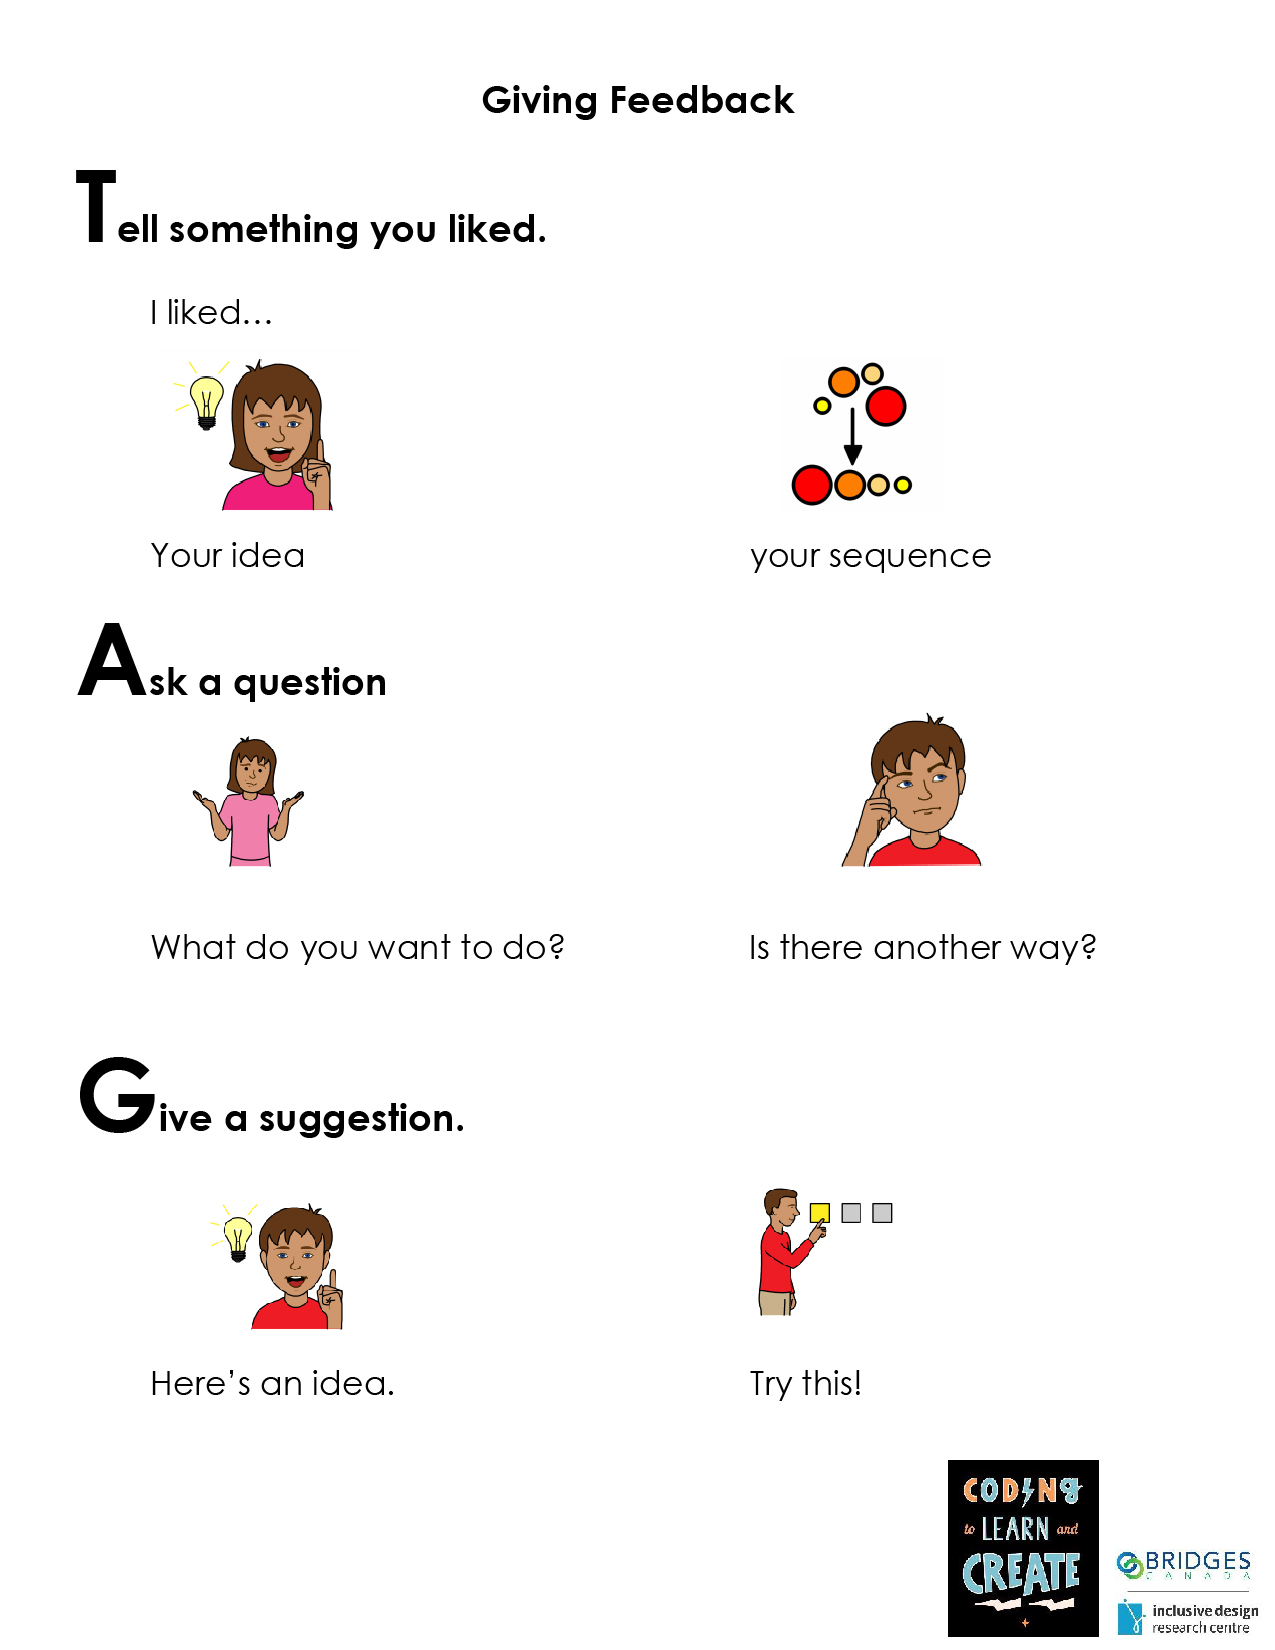 Giving Feedback
Tell something you liked.
I liked…
Your idea
your sequence
Ask a question
What do you want to do?
Is there another way?
Give a suggestion.
Here’s an idea.
Try this!
CODING
to LEARN and
CREATE
BRIDGES
CANADA
inclusive design
research centre